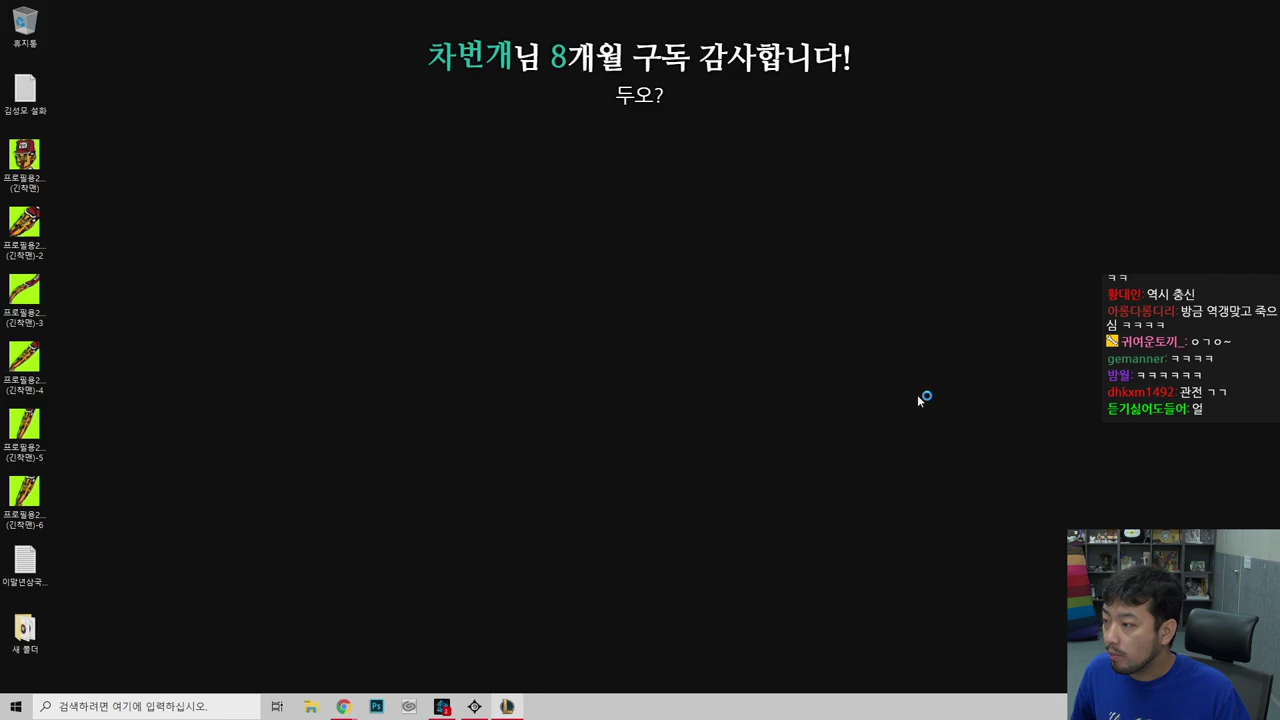 차번개님 8개월 구독 감사합니다!
두오?
휴지통
김성모 설화
프로필용2...
(긴착맨)
프로필용2...
(긴착맨)-2
프로필용2...
(긴착맨)-3
프로필용2...
(긴착맨)-4
프로필용2...
(긴착맨)-5
프로필용2...
(긴착맨)-6
이말년삼국...
새 폴더
ㅋㅋ
황대인: 역시 충신
아롱다롱디리: 방금 역갱맞고 죽으
심 ㅋㅋㅋㅋ
귀여운토끼_: ㅇㄱㅇ~
gemanner: ㅋㅋㅋㅋ
밤월: ㅋㅋㅋㅋㅋㅋ
dhkxm1492: 관전 ㄱㄱ
듣기싫어도들어: 얼
검색하려면 여기에 입력하십시오.
Ps